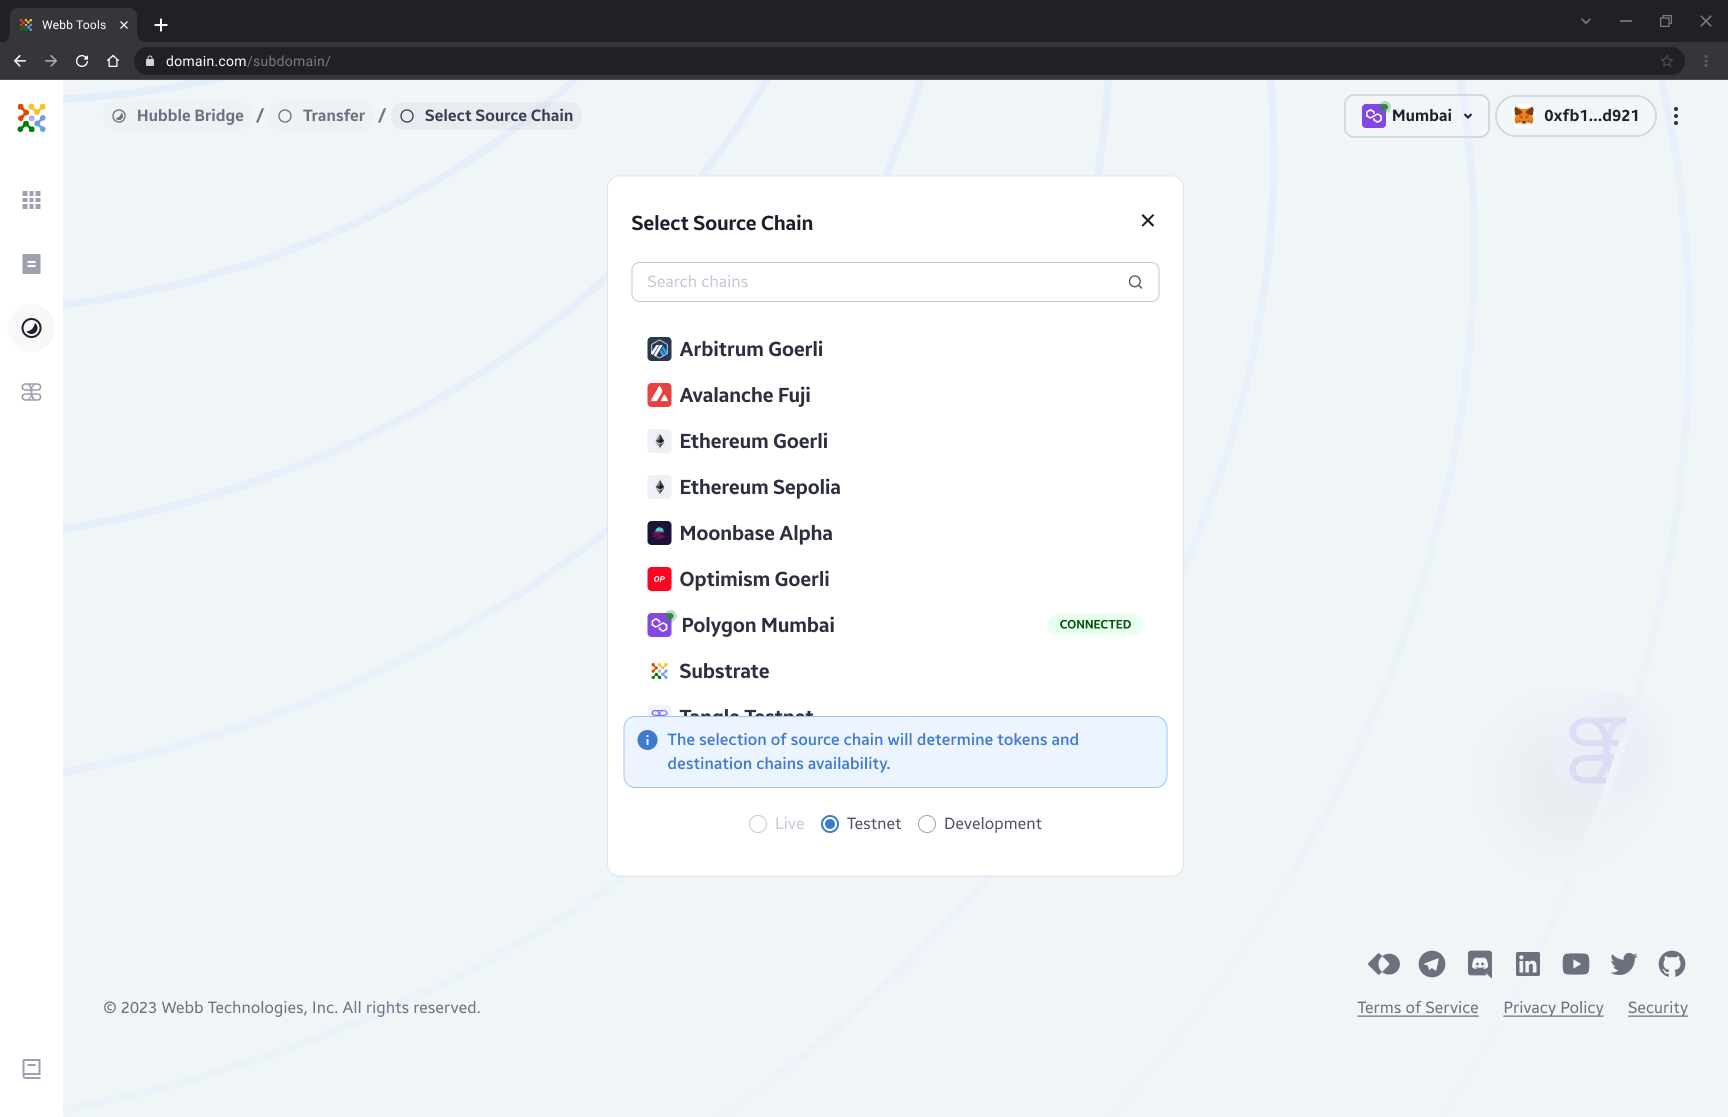 Webb Tools
domain.com/subdomain/
Hubble Bridge / Transfer / Select Source Chain
Mumbai
0xfb1...d921
Select Source Chain
Search chains
Arbitrum Goerli
Avalanche Fuji
Ethereum Goerli
Ethereum Sepolia
Moonbase Alpha
OP
Optimism Goerli
Polygon Mumbai
CONNECTED
Substrate
Tangle Testnet
The selection of source chain will determine tokens and
destination chains availability.
Live
Testnet
Development
© 2023 Webb Technologies, Inc. All rights reserved.
Terms of Service
Privacy Policy
Security